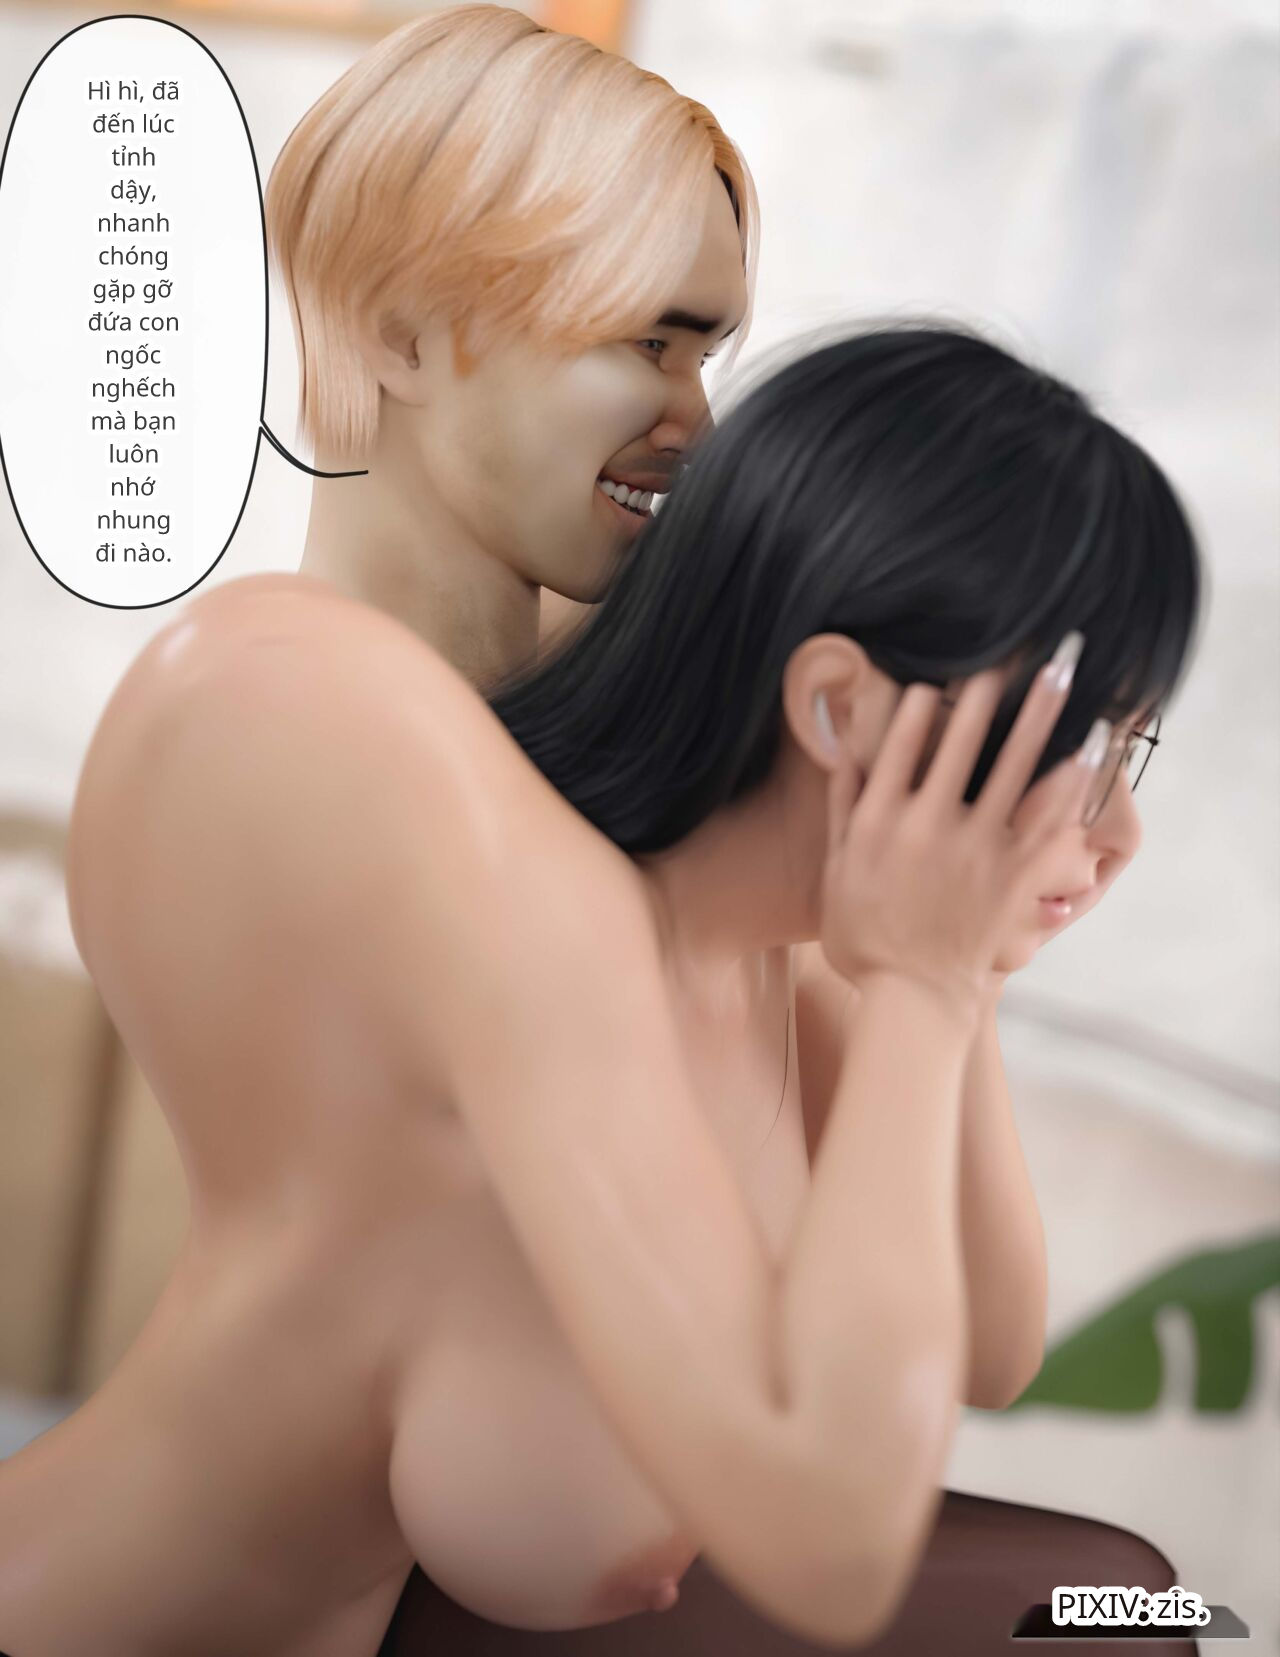 Hì hì, đã
đến lúc
tỉnh
dậy,
nhanh
chóng
gặp gỡ
đứa con
ngốc
nghếch
mà bạn
luôn
nhớ
nhung
đi nào.
PIXIV: zis.